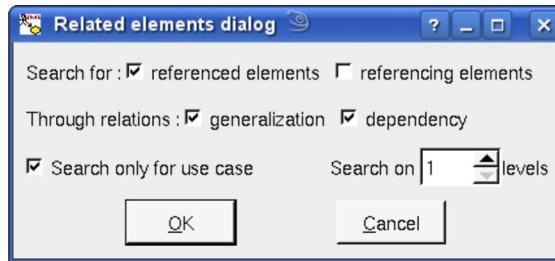 Related elements dialog
Search for : referenced elements referencing elements
Through relations : generalization dependency
Search only for use case Search on 1 levels
OK Cancel